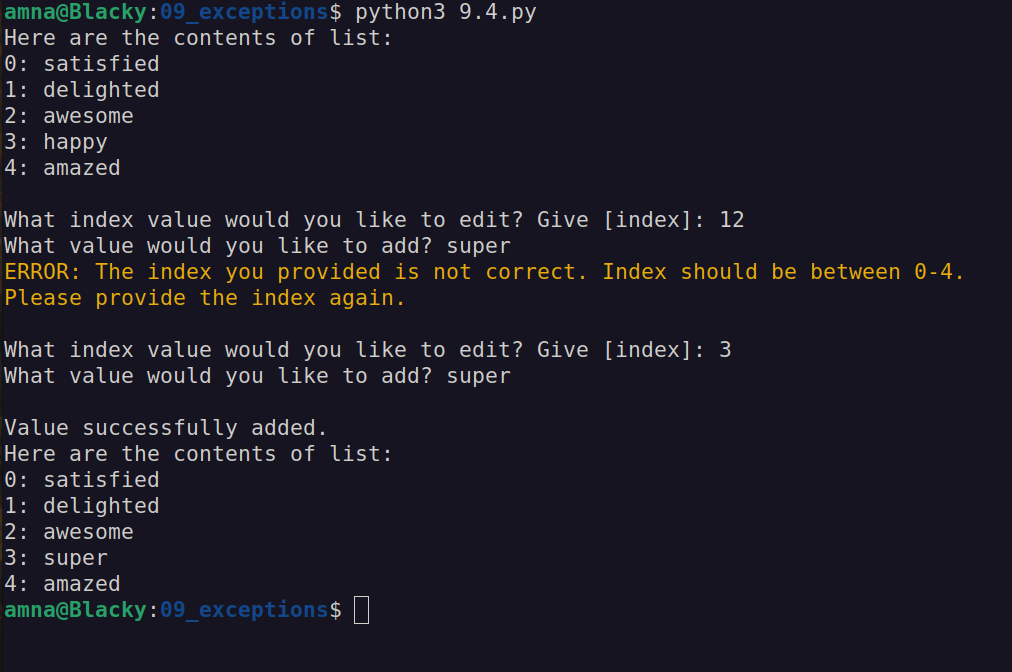 amna@Blacky:09_exceptions$ python3 9.4.py
Here are the contents of list:
0: satisfied
1: delighted
2: awesome
3: happy
4: amazed
What index value would you like to edit? Give [index]: 12
What value would you like to add? super
ERROR: The index you provided is not correct. Index should be between 0-4.
Please provide the index again.
What index value would you like to edit? Give [index]: 3
What value would you like to add? super
Value successfully added.
Here are the contents of list:
0: satisfied
1: delighted
2: awesome
3: super
4: amazed
amna@Blacky:09_exceptions$